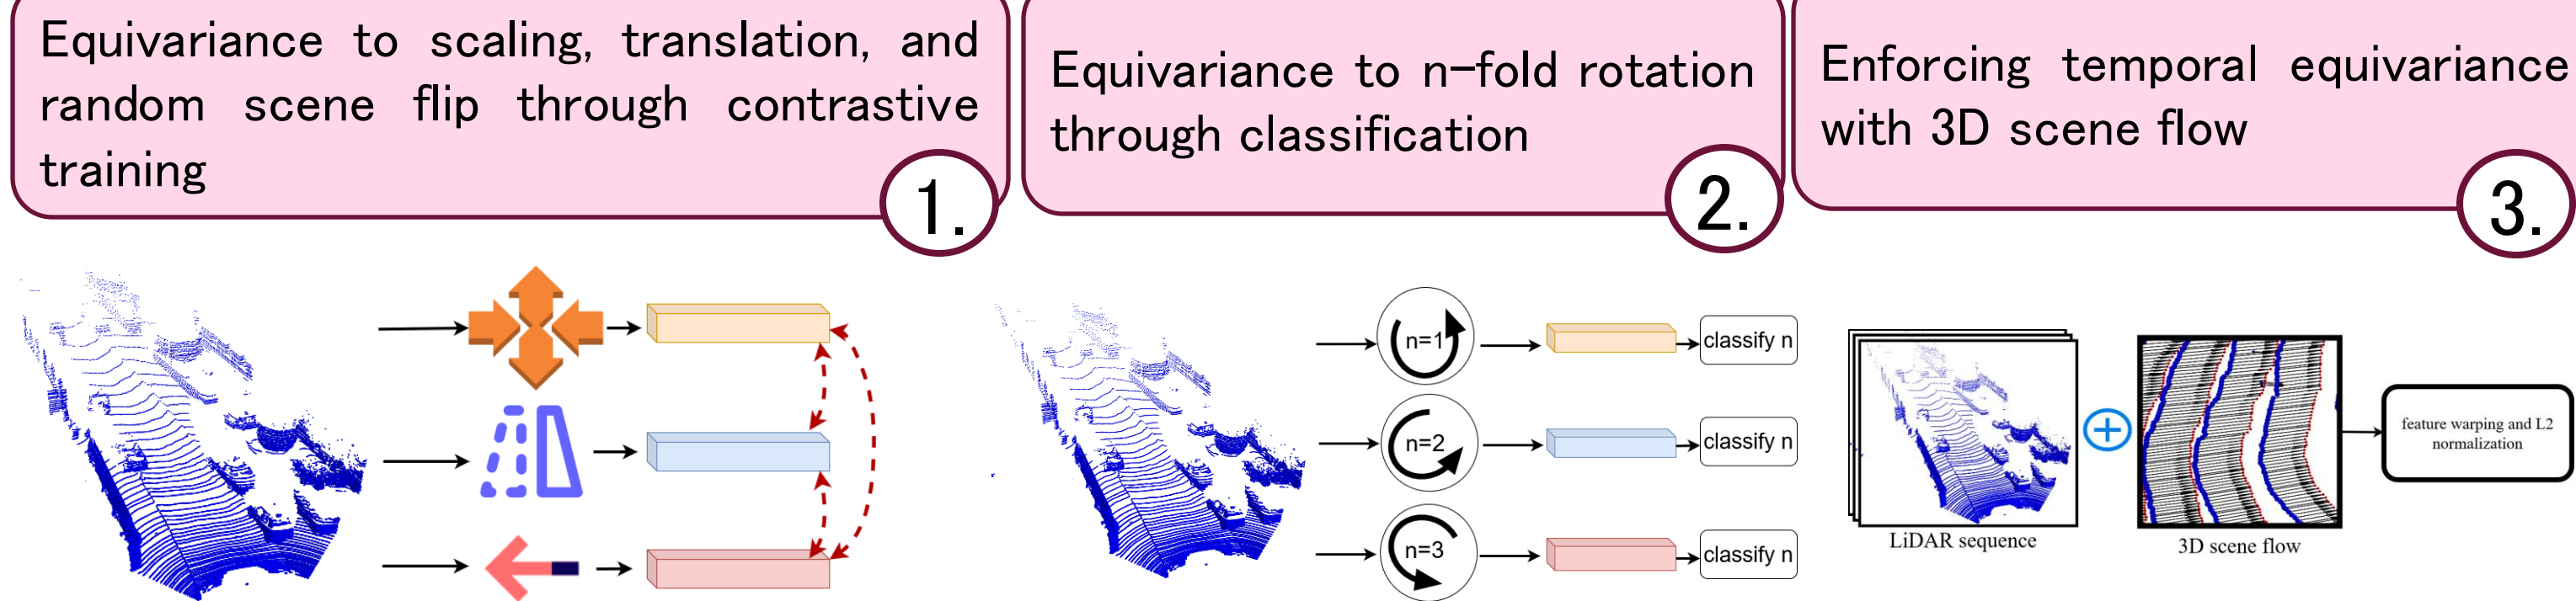 Equivariance to scaling, translation, and
random scene flip through contrastive
training
1.
Equivariance to n-fold rotation
through classification
2.
Enforcing temporal equivariance
with 3D scene flow
3.
n=1
classify n
n=2
classify n
n=3
classify n
LiDAR sequence
3D scene flow
feature warping and L2
normalization